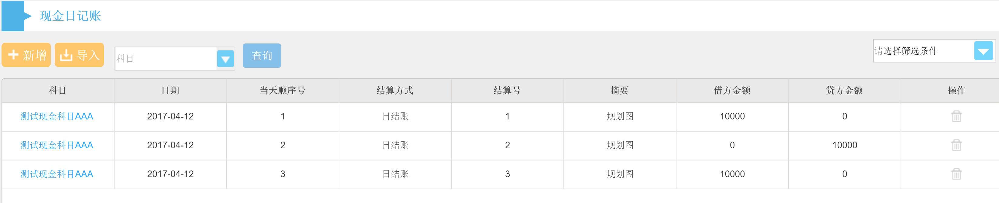 现金日记账
新增 导入 科目 查询 请选择筛选条件
科目 日期 当天顺序号 结算方式 结算号 摘要 借方金额 贷方金额 操作
测试现金科目AAA 2017-04-12 1 日结账 1 规划图 10000 0
测试现金科目AAA 2017-04-12 2 日结账 2 规划图 0 10000
测试现金科目AAA 2017-04-12 3 日结账 3 规划图 10000 0